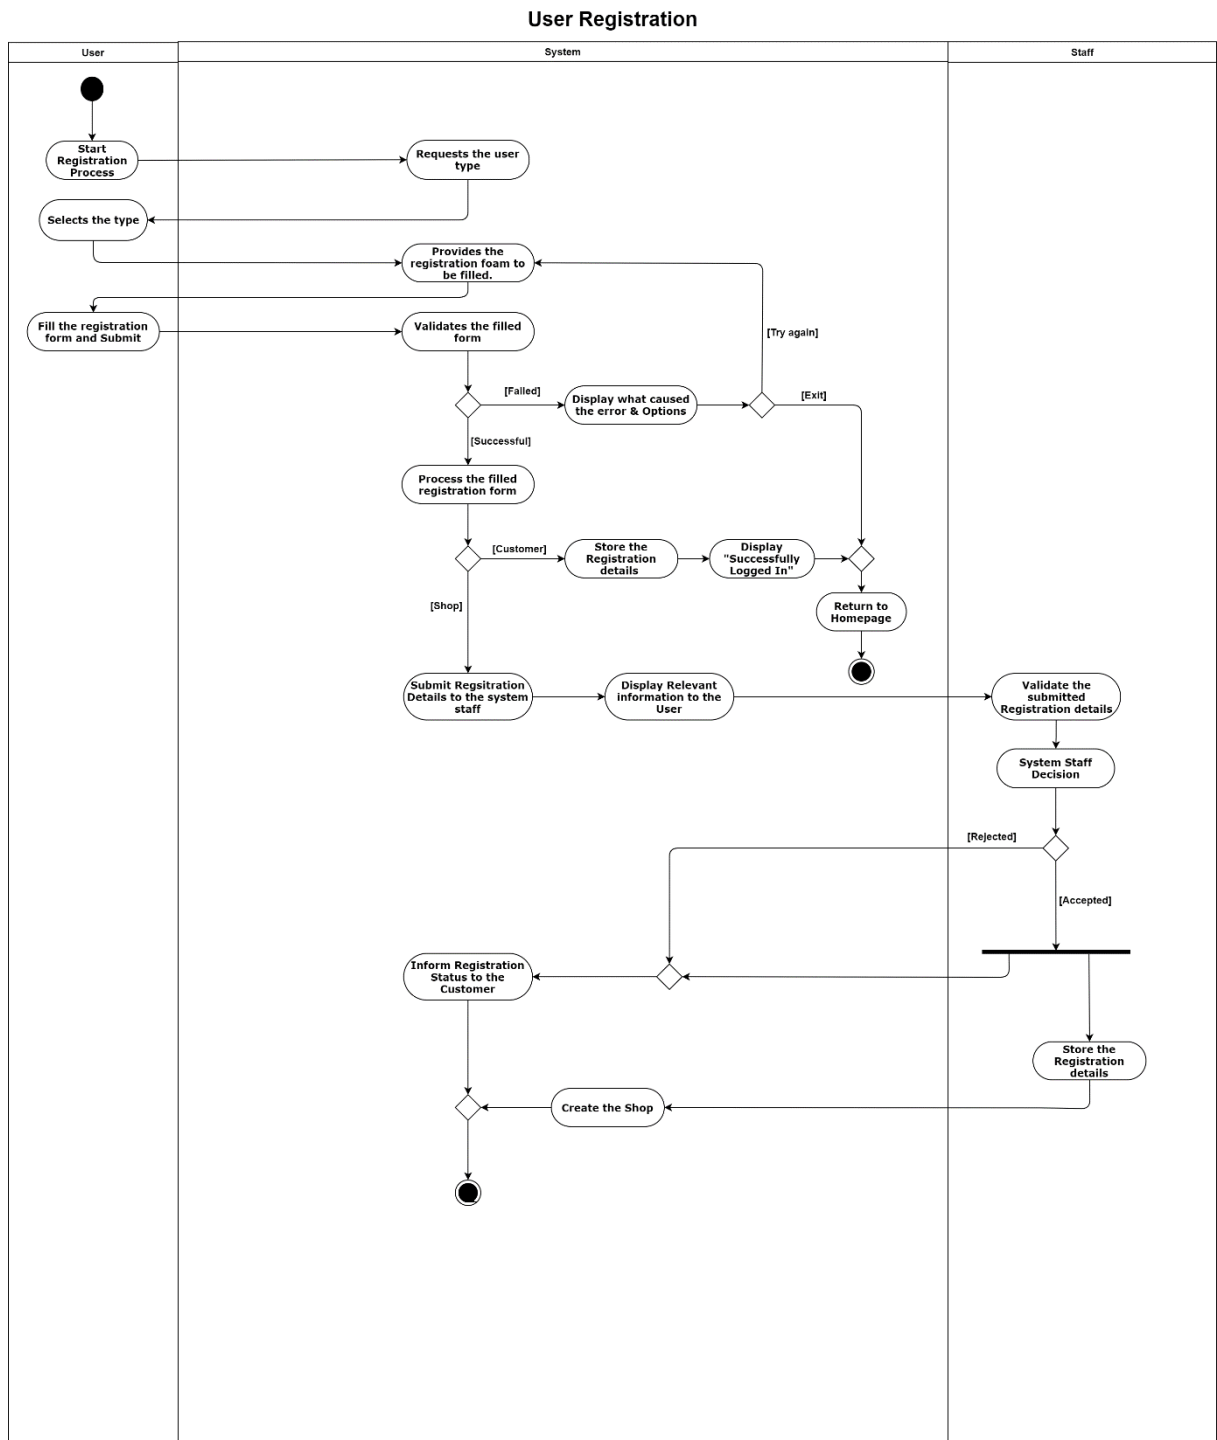 User Registration
User
System
Staff
Start
Registration
Process
Requests the user
type
Selects the type
Provides the
registration foam to
be filled.
Fill the registration
form and Submit
Validates the filled
form
[Try again]
[Failed]
Display what caused
the error & Options
[Exit]
[Successful]
Process the filled
registration form
[Customer]
Store the
Registration
details
Display
"Successfully
Logged In"
[Shop]
Return to
Homepage
Submit Regsitration
Details to the system
staff
Display Relevant
information to the
User
Validate the
submitted
Registration details
System Staff
Decision
[Rejected]
[Accepted]
Inform Registration
Status to the
Customer
Store the
Registration
details
Create the Shop